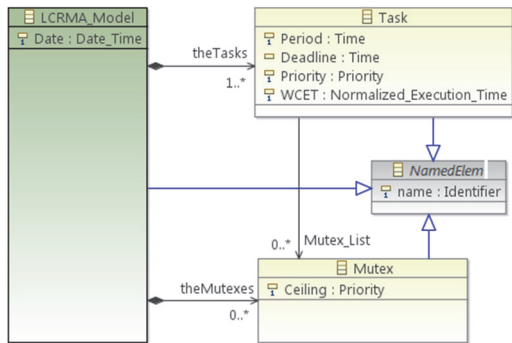 LCRMA_Model
Date : Date_Time
theTasks
1..*
Task
Period : Time
Deadline : Time
Priority : Priority
WCET : Normalized_Execution_Time
NamedElem
name : Identifier
Mutex_List
0..*
theMutexes
0..*
Mutex
Ceiling : Priority